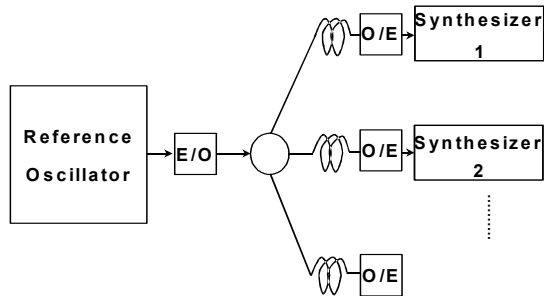 O/E
Synthesizer
1
Reference
Oscillator
E/O
O/E
Synthesizer
2
O/E